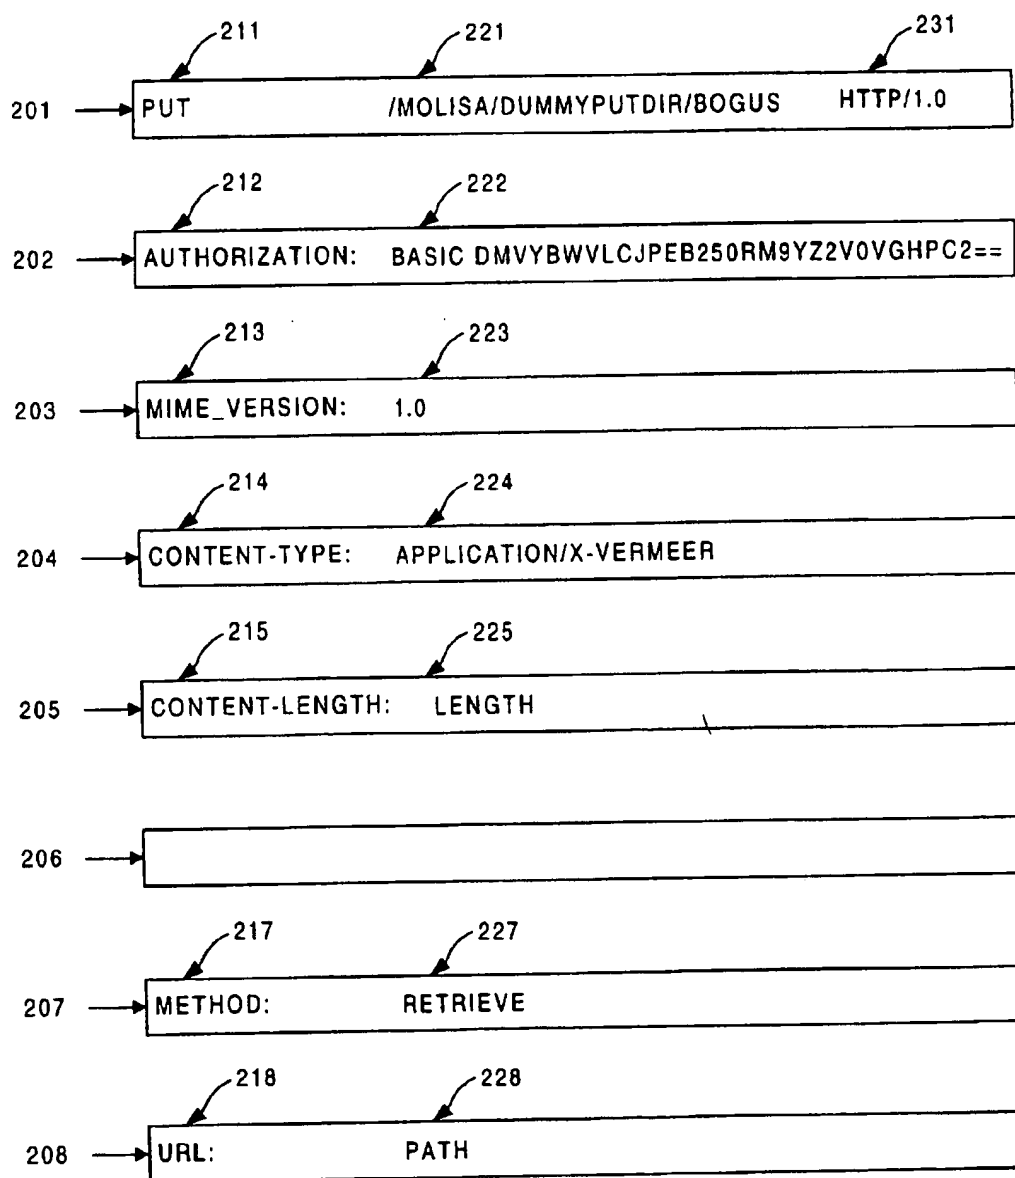 211 221 231
201 PUT /MOLISA/DUMMYPUTDIR/BOGUS HTTP/1.0
212 222
202 AUTHORIZATION: BASIC DMVYBWVLCJPEB250RM9YZ2V0VGHPC2==
213 223
203 MIME_VERSION: 1.0
214 224
204 CONTENT-TYPE: APPLICATION/X-VERMEER
215 225
205 CONTENT-LENGTH: LENGTH
206
217 227
207 METHOD: RETRIEVE
218 228
208 URL: PATH